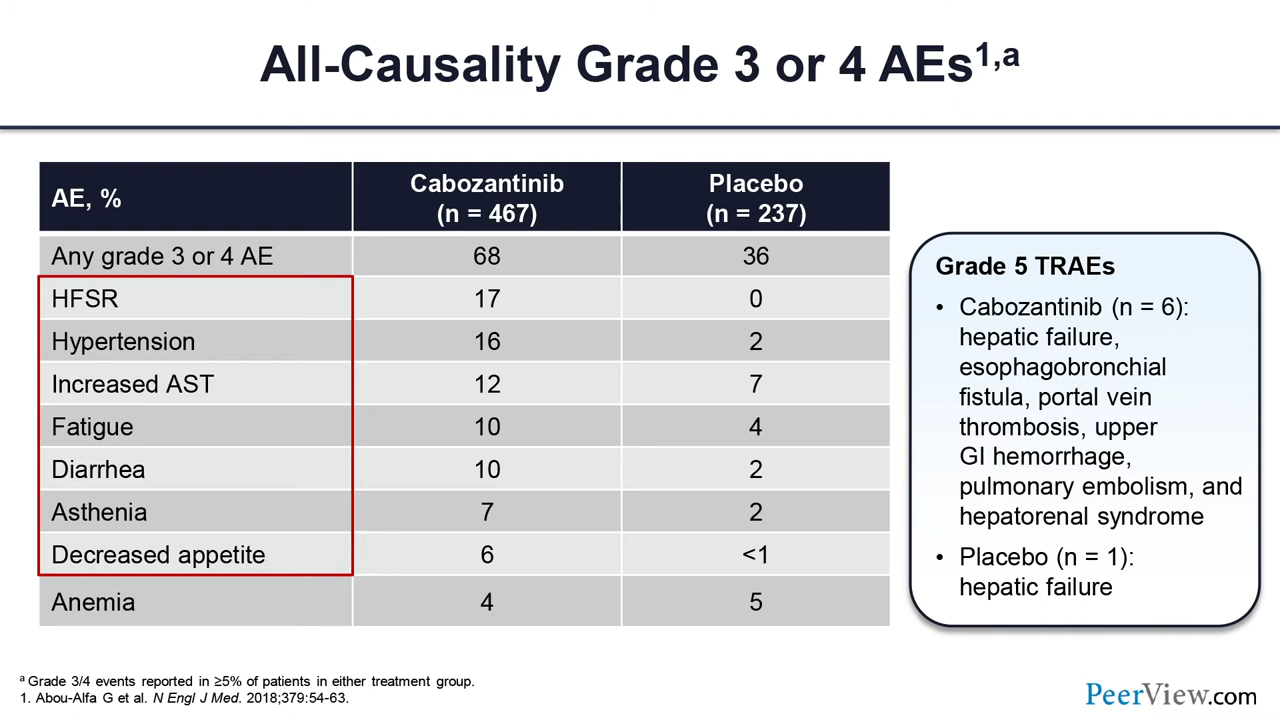 All-Causality Grade 3 or 4 AEs1,a
AE, % Cabozantinib (n = 467) Placebo (n = 237)
Any grade 3 or 4 AE 68 36
HFSR 17 0
Hypertension 16 2
Increased AST 12 7
Fatigue 10 4
Diarrhea 10 2
Asthenia 7 2
Decreased appetite 6 <1
Anemia 4 5
Grade 5 TRAEs
• Cabozantinib (n = 6):
hepatic failure,
esophagobronchial
fistula, portal vein
thrombosis, upper
GI hemorrhage,
pulmonary embolism, and
hepatorenal syndrome
• Placebo (n = 1):
hepatic failure
a Grade 3/4 events reported in ≥5% of patients in either treatment group.
1. Abou-Alfa G et al. N Engl J Med. 2018;379:54-63.
PeerView.com